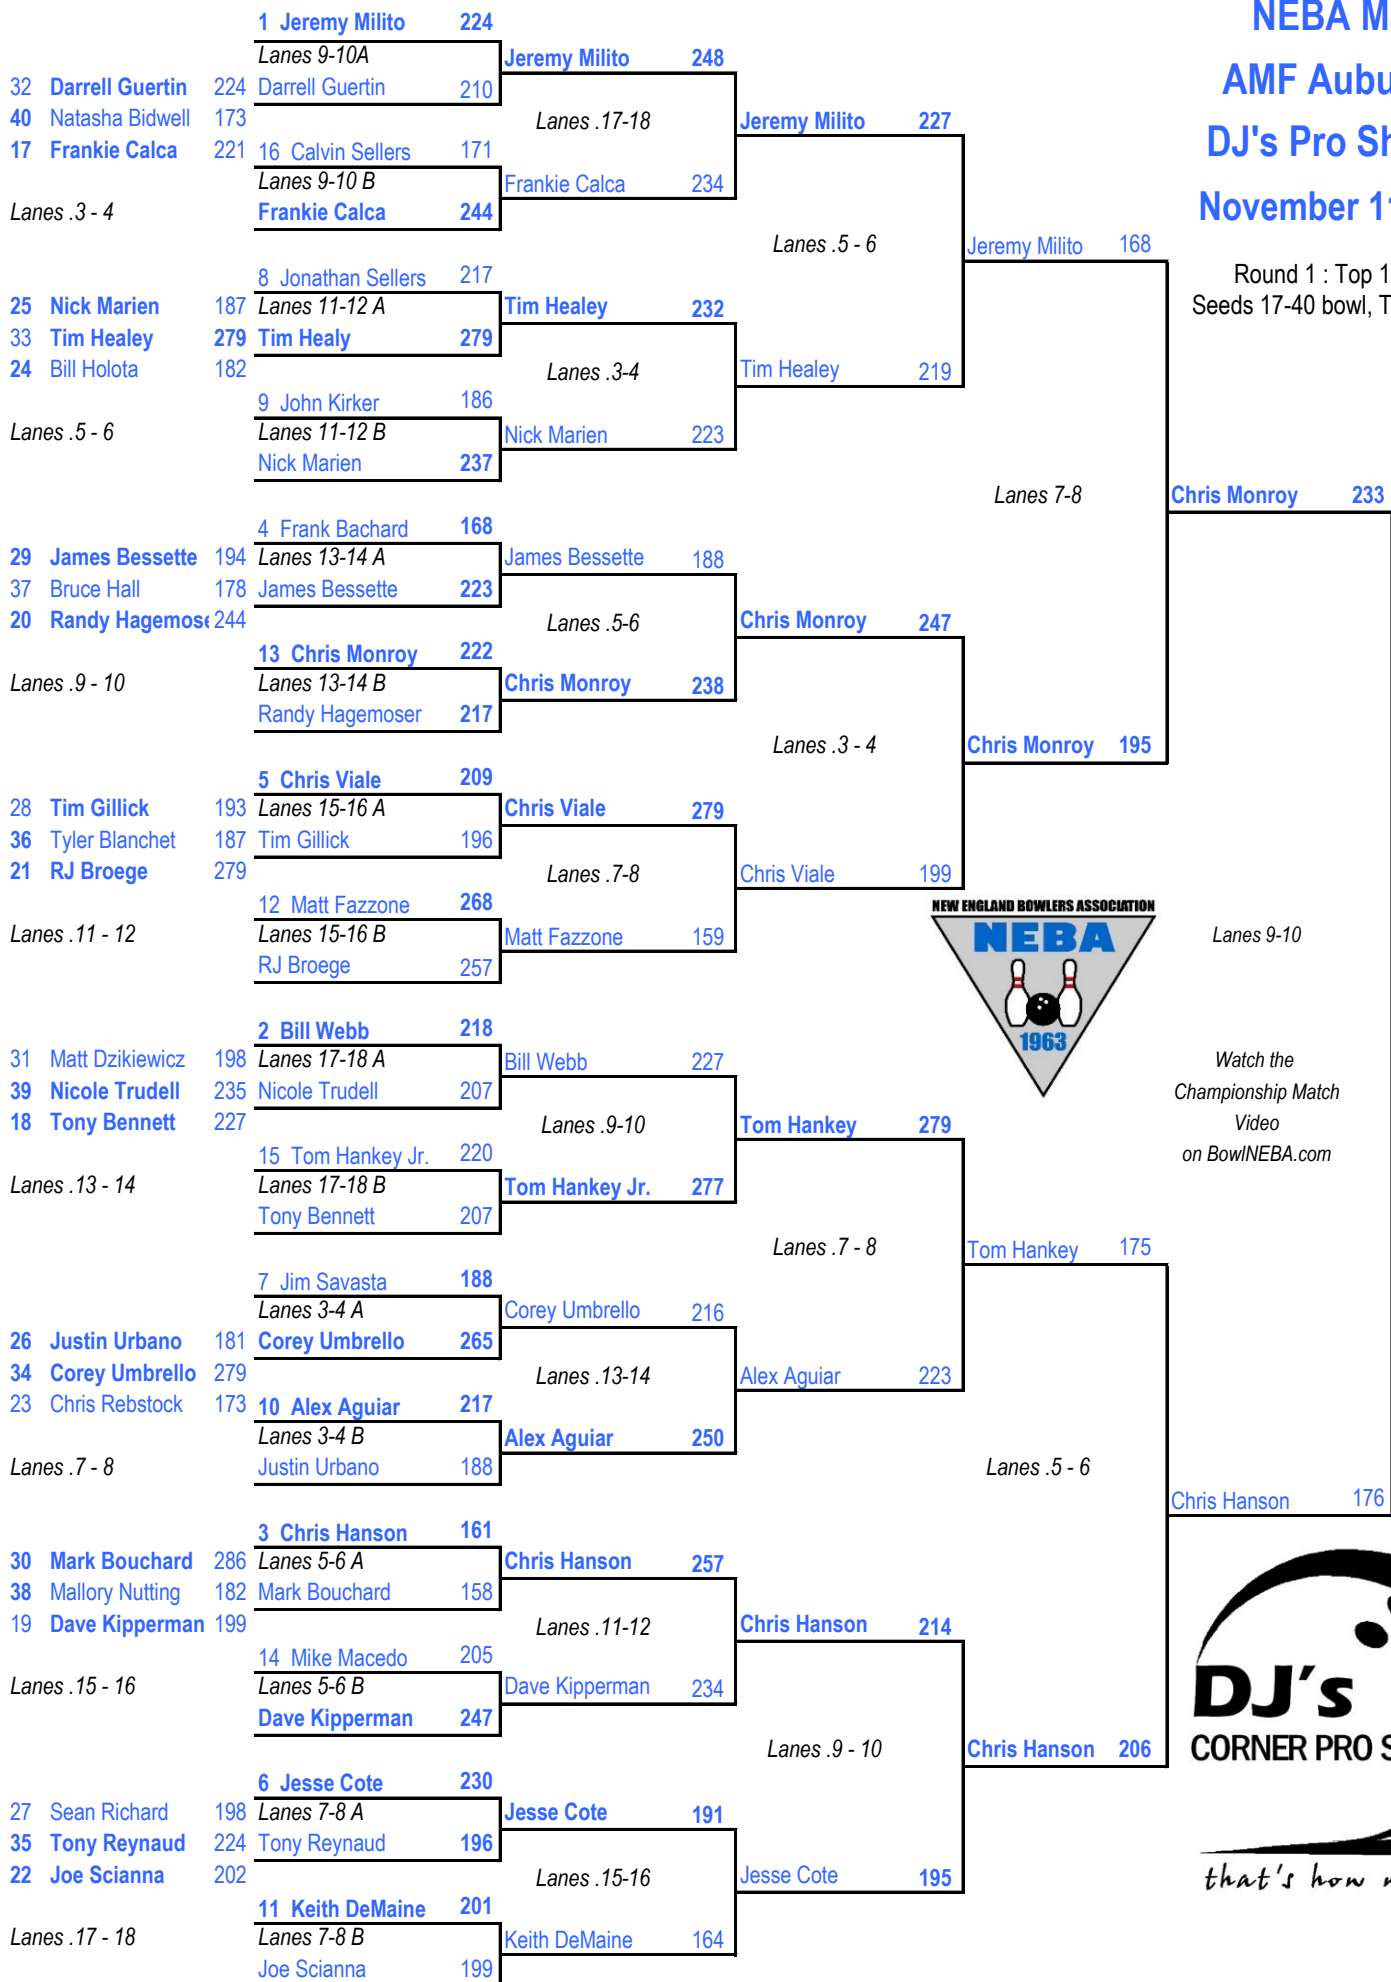 NEBA M
AMF Aubu
DJ's Pro Sh
November 11
Round 1 : Top 1
Seeds 17-40 bowl, T
1 Jeremy Milito 224
Lanes 9-10A
Jeremy Milito 248
32 Darrell Guertin 224 Darrell Guertin 210
40 Natasha Bidwell 173
Lanes .17-18
Jeremy Milito 227
17 Frankie Calca 221 16 Calvin Sellers 171
Lanes 9-10 B
Frankie Calca 234
Lanes .3 - 4 Frankie Calca 244
Lanes .5 - 6
Jeremy Milito 168
8 Jonathan Sellers 217
25 Nick Marien 187 Lanes 11-12 A Tim Healey 232
33 Tim Healey 279 Tim Healy 279
24 Bill Holota 182 Lanes .3-4 Tim Healey 219
9 John Kirker 186
Lanes .5 - 6 Lanes 11-12 B Nick Marien 223
Nick Marien 237
Lanes 7-8 Chris Monroy 233
4 Frank Bachard 168
29 James Bessette 194 Lanes 13-14 A James Bessette 188
37 Bruce Hall 178 James Bessette 223
20 Randy Hagemose 244 Lanes .5-6 Chris Monroy 247
13 Chris Monroy 222
Lanes .9 - 10 Lanes 13-14 B Chris Monroy 238
Randy Hagemoser 217
Lanes .3 - 4 Chris Monroy 195
5 Chris Viale 209
28 Tim Gillick 193 Lanes 15-16 A Chris Viale 279
36 Tyler Blanchet 187 Tim Gillick 196
21 RJ Broege 279 Lanes .7-8 Chris Viale 199
12 Matt Fazzone 268
NEW ENGLAND BOWLERS ASSOCIATION
NEBA
1963
Lanes .11 - 12 Lanes 15-16 B Matt Fazzone 159 Lanes 9-10
RJ Broege 257
2 Bill Webb 218
31 Matt Dzikiewicz 198 Lanes 17-18 A Bill Webb 227 Watch the
39 Nicole Trudell 235 Nicole Trudell 207 Championship Match
18 Tony Bennett 227 Lanes .9-10 Tom Hankey 279 Video
15 Tom Hankey Jr. 220 on BowlNEBA.com
Lanes .13 - 14 Lanes 17-18 B Tom Hankey Jr. 277
Tony Bennett 207
Lanes .7 - 8 Tom Hankey 175
7 Jim Savasta 188
Lanes 3-4 A Corey Umbrello 216
26 Justin Urbano 181 Corey Umbrello 265
34 Corey Umbrello 279 Lanes .13-14 Alex Aguiar 223
23 Chris Rebstock 173 10 Alex Aguiar 217
Lanes 3-4 B Alex Aguiar 250
Lanes .7 - 8 Justin Urbano 188 Lanes .5 - 6
Chris Hanson 176
3 Chris Hanson 161
30 Mark Bouchard 286 Lanes 5-6 A Chris Hanson 257
38 Mallory Nutting 182 Mark Bouchard 158
19 Dave Kipperman 199 Lanes .11-12 Chris Hanson 214
14 Mike Macedo 205
Lanes .15 - 16 Lanes 5-6 B Dave Kipperman 234
Dave Kipperman 247
DJ's
CORNER PRO S
Lanes .9 - 10 Chris Hanson 206
6 Jesse Cote 230
27 Sean Richard 198 Lanes 7-8 A Jesse Cote 191
35 Tony Reynaud 224 Tony Reynaud 196
22 Joe Scianna 202 Lanes .15-16 Jesse Cote 195
that's how
11 Keith DeMaine 201
Lanes .17 - 18 Lanes 7-8 B Keith DeMaine 164
Joe Scianna 199